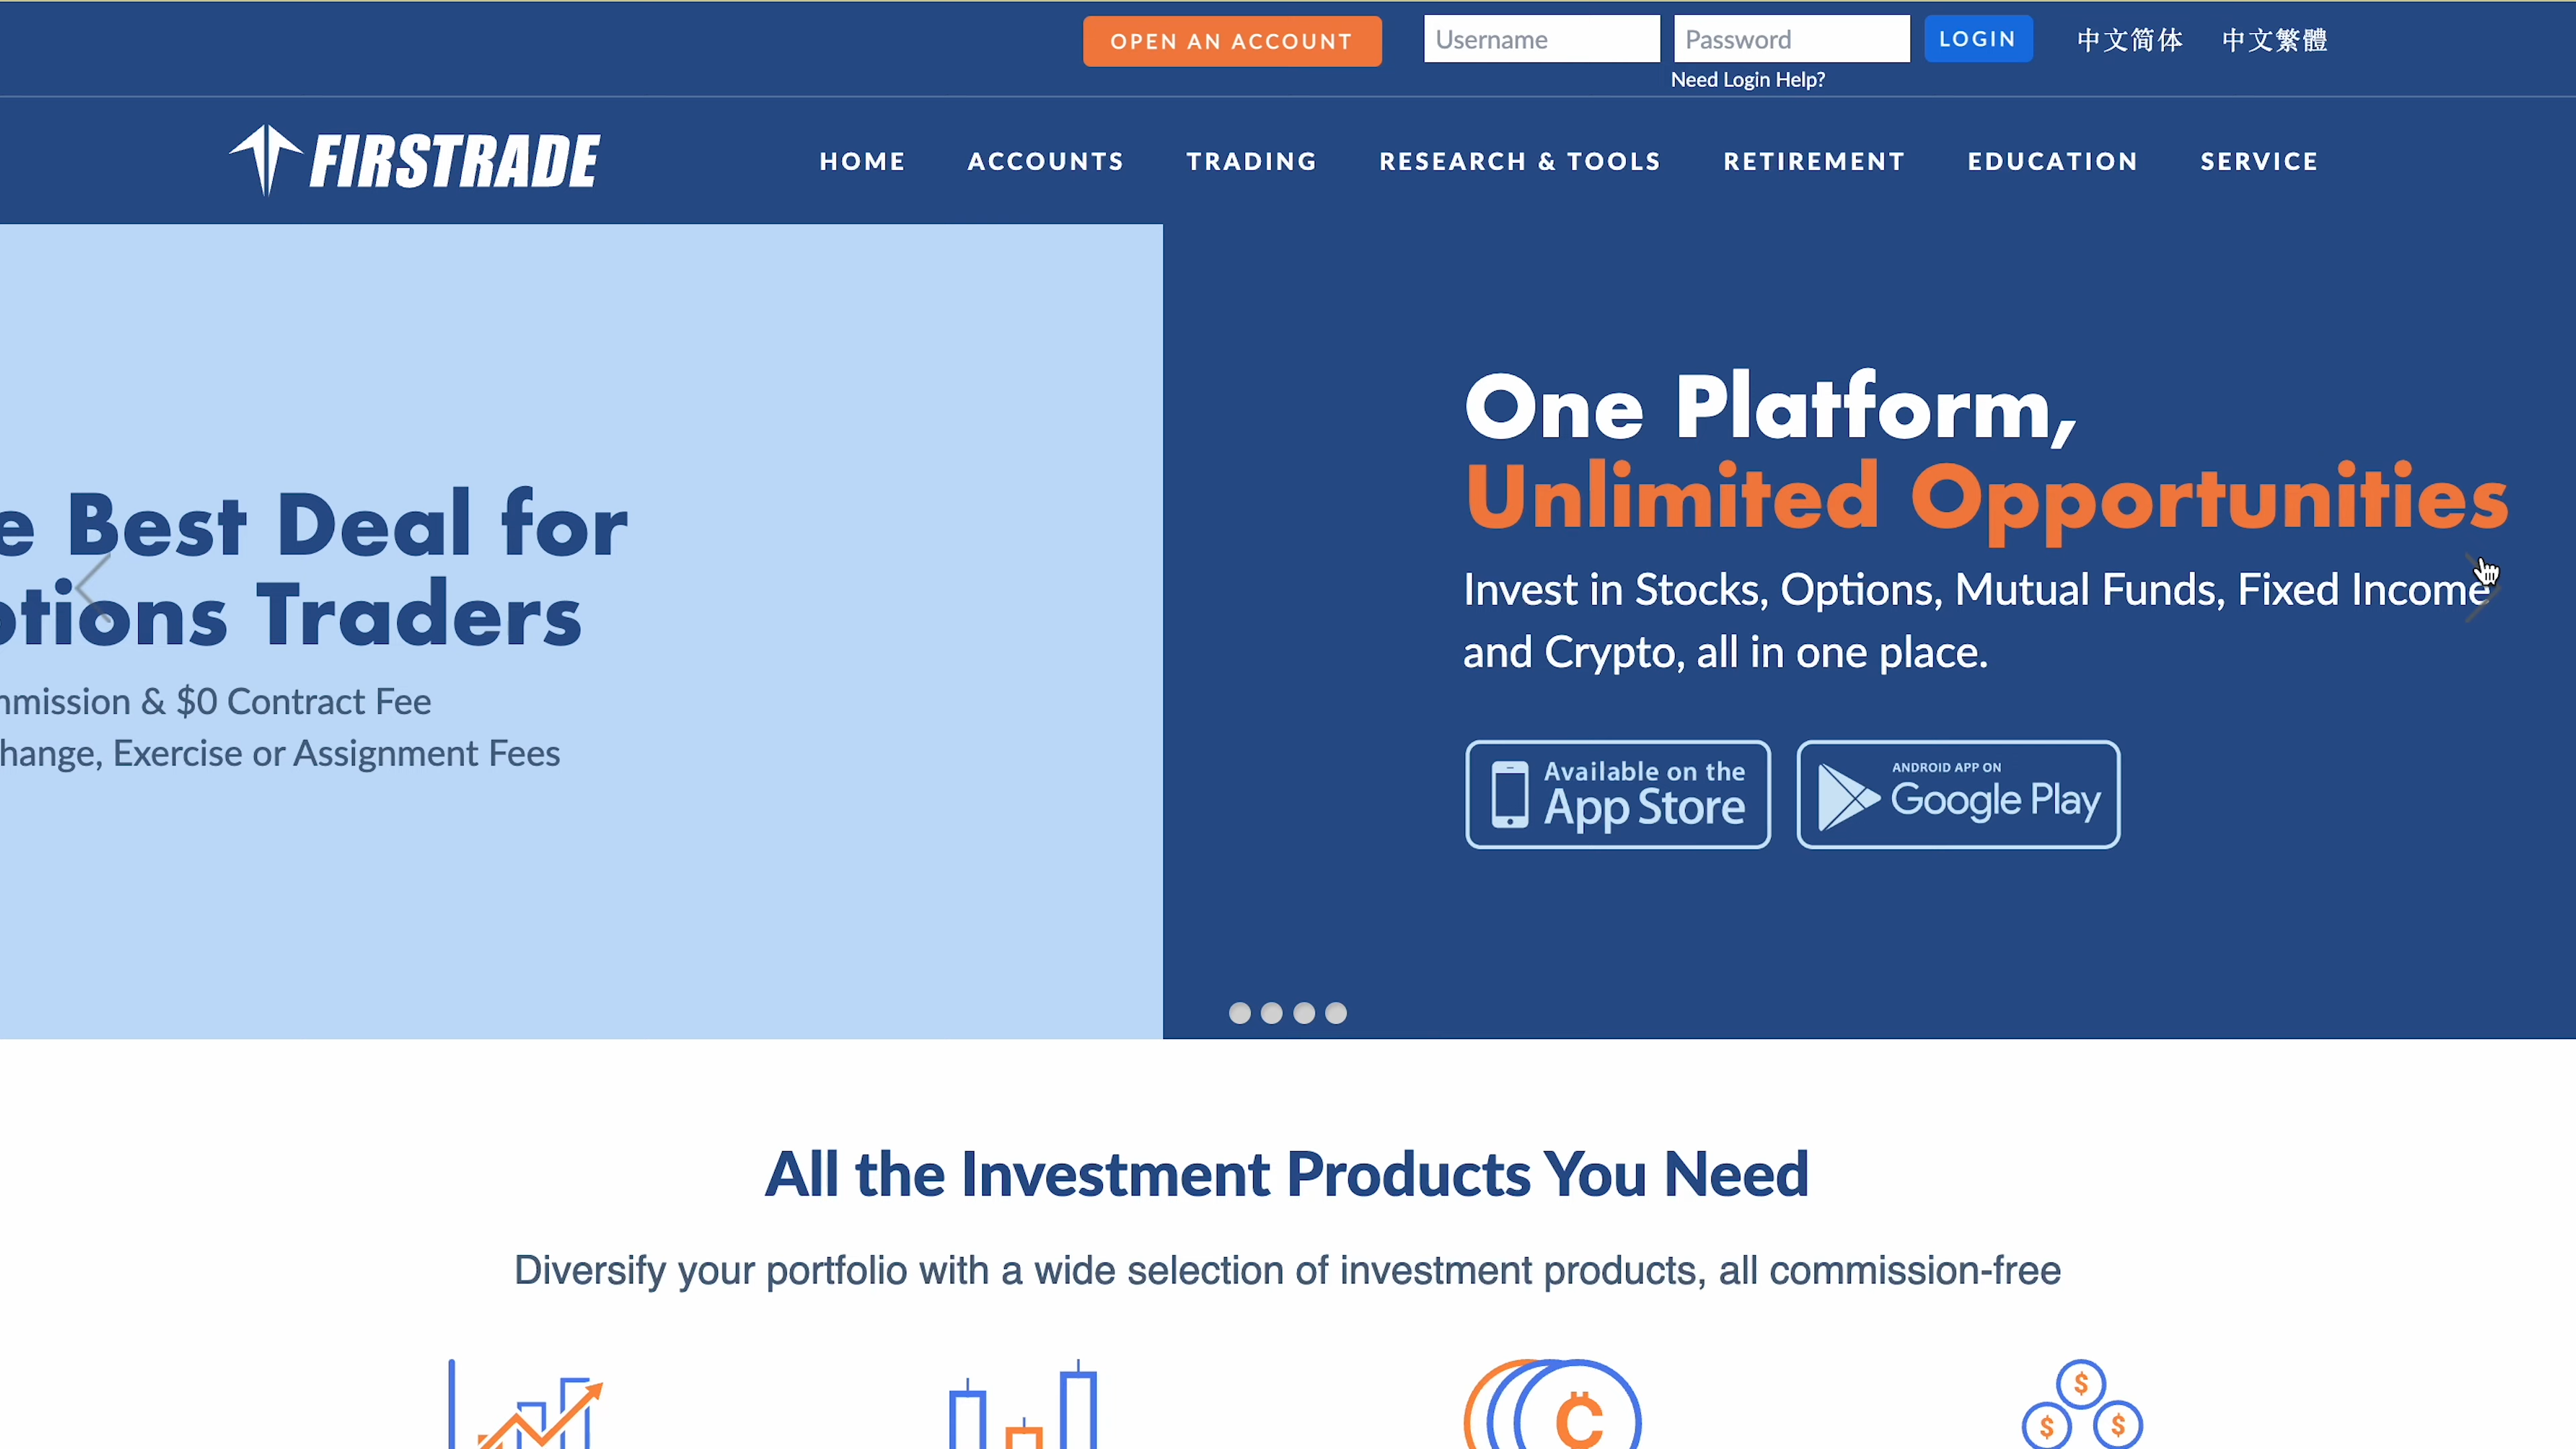 OPEN AN ACCOUNT
Username
Password
LOGIN
中文简体
中文繁體
Need Login Help?
FIRSTRADE
HOME
ACCOUNTS
TRADING
RESEARCH & TOOLS
RETIREMENT
EDUCATION
SERVICE
e Best Deal for
ptions Traders
mmission & $0 Contract Fee
hange, Exercise or Assignment Fees
One Platform,
Unlimited Opportunities
Invest in Stocks, Options, Mutual Funds, Fixed Income
and Crypto, all in one place.
Available on the
App Store
ANDROID APP ON
Google Play
All the Investment Products You Need
Diversify your portfolio with a wide selection of investment products, all commission-free